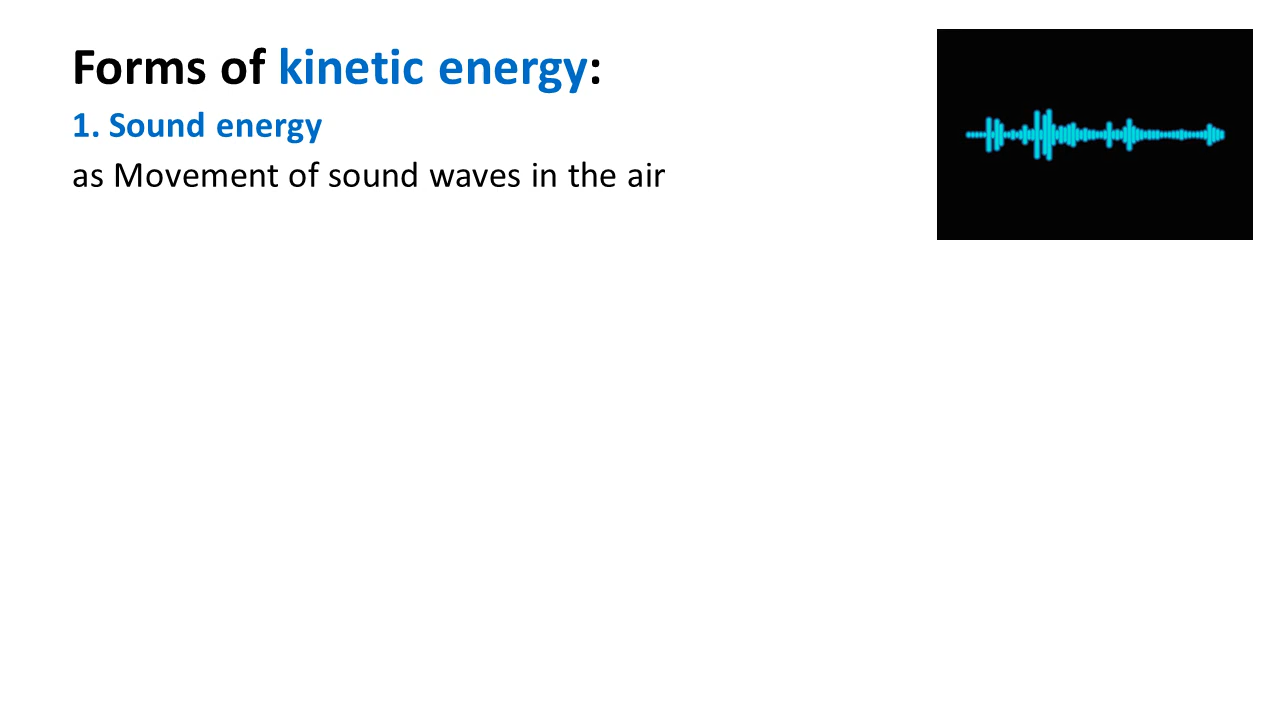 Forms of kinetic energy:
1. Sound energy
as Movement of sound waves in the air